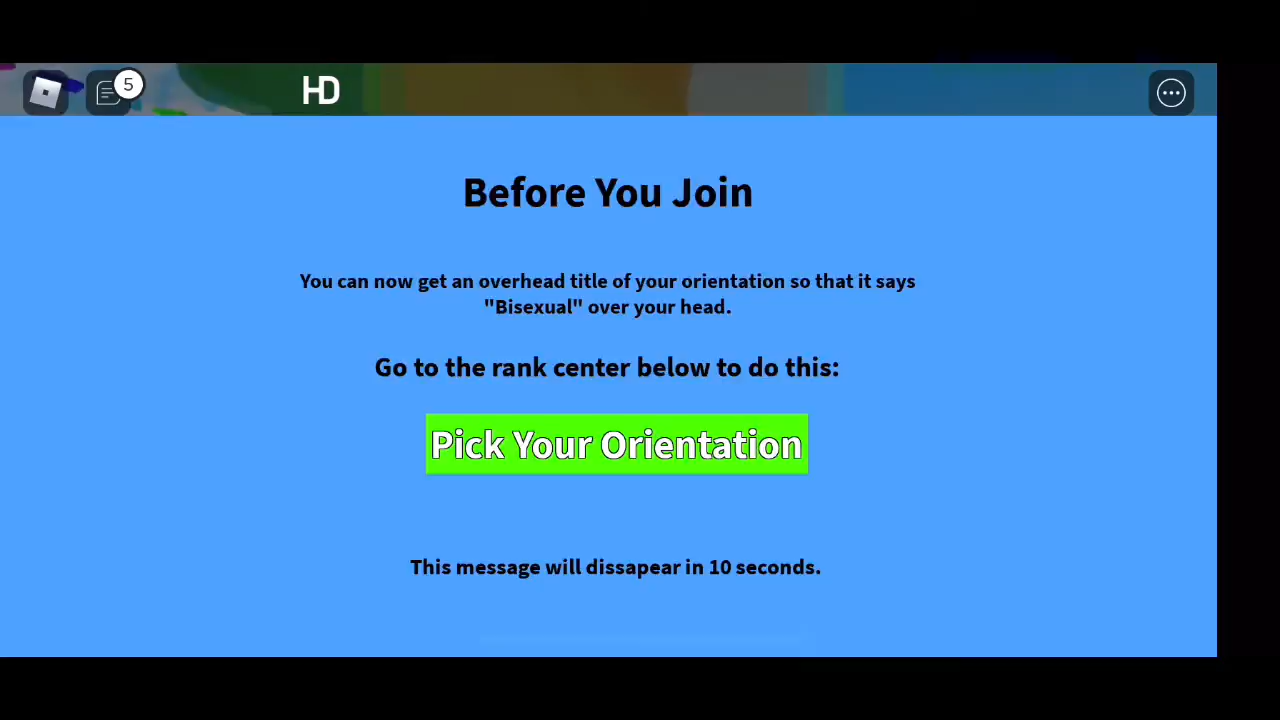 5
HD
Before You Join
You can now get an overhead title of your orientation so that it says
"Bisexual" over your head.
Go to the rank center below to do this:
Pick Your Orientation
This message will dissapear in 10 seconds.